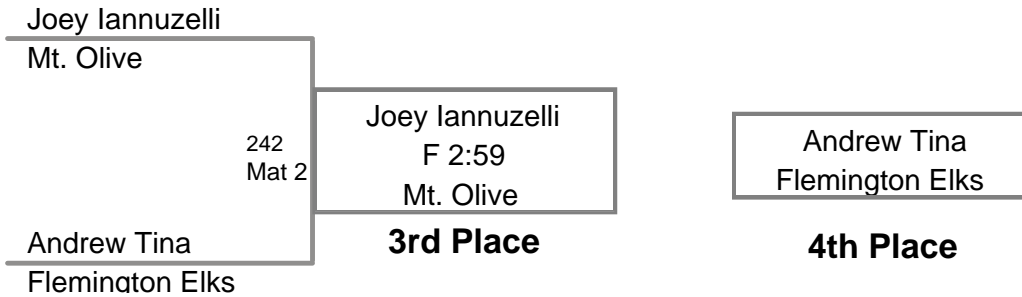 Joey Iannuzelli
Mt. Olive
242
Mat 2
Andrew Tina
Flemington Elks
Joey Iannuzelli
F 2:59
Mt. Olive
3rd Place
Andrew Tina
Flemington Elks
4th Place